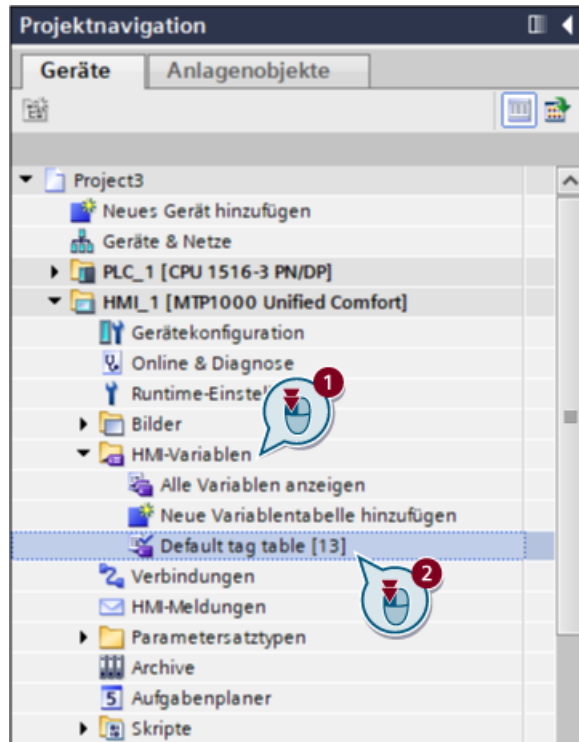 Projektnavigation
Geräte
Anlagenobjekte
Project3
Neues Gerät hinzufügen
Geräte & Netze
PLC_1 [CPU 1516-3 PN/DP]
HMI_1 [MTP1000 Unified Comfort]
Gerätekonfiguration
Online & Diagnose
Runtime-Einstell
1
Bilder
HMI-Variablen
Alle Variablen anzeigen
Neue Variablentabelle hinzufügen
Default tag table [13]
2
Verbindungen
HMI-Meldungen
Parametersatztypen
Archive
5 Aufgabenplaner
Skripte